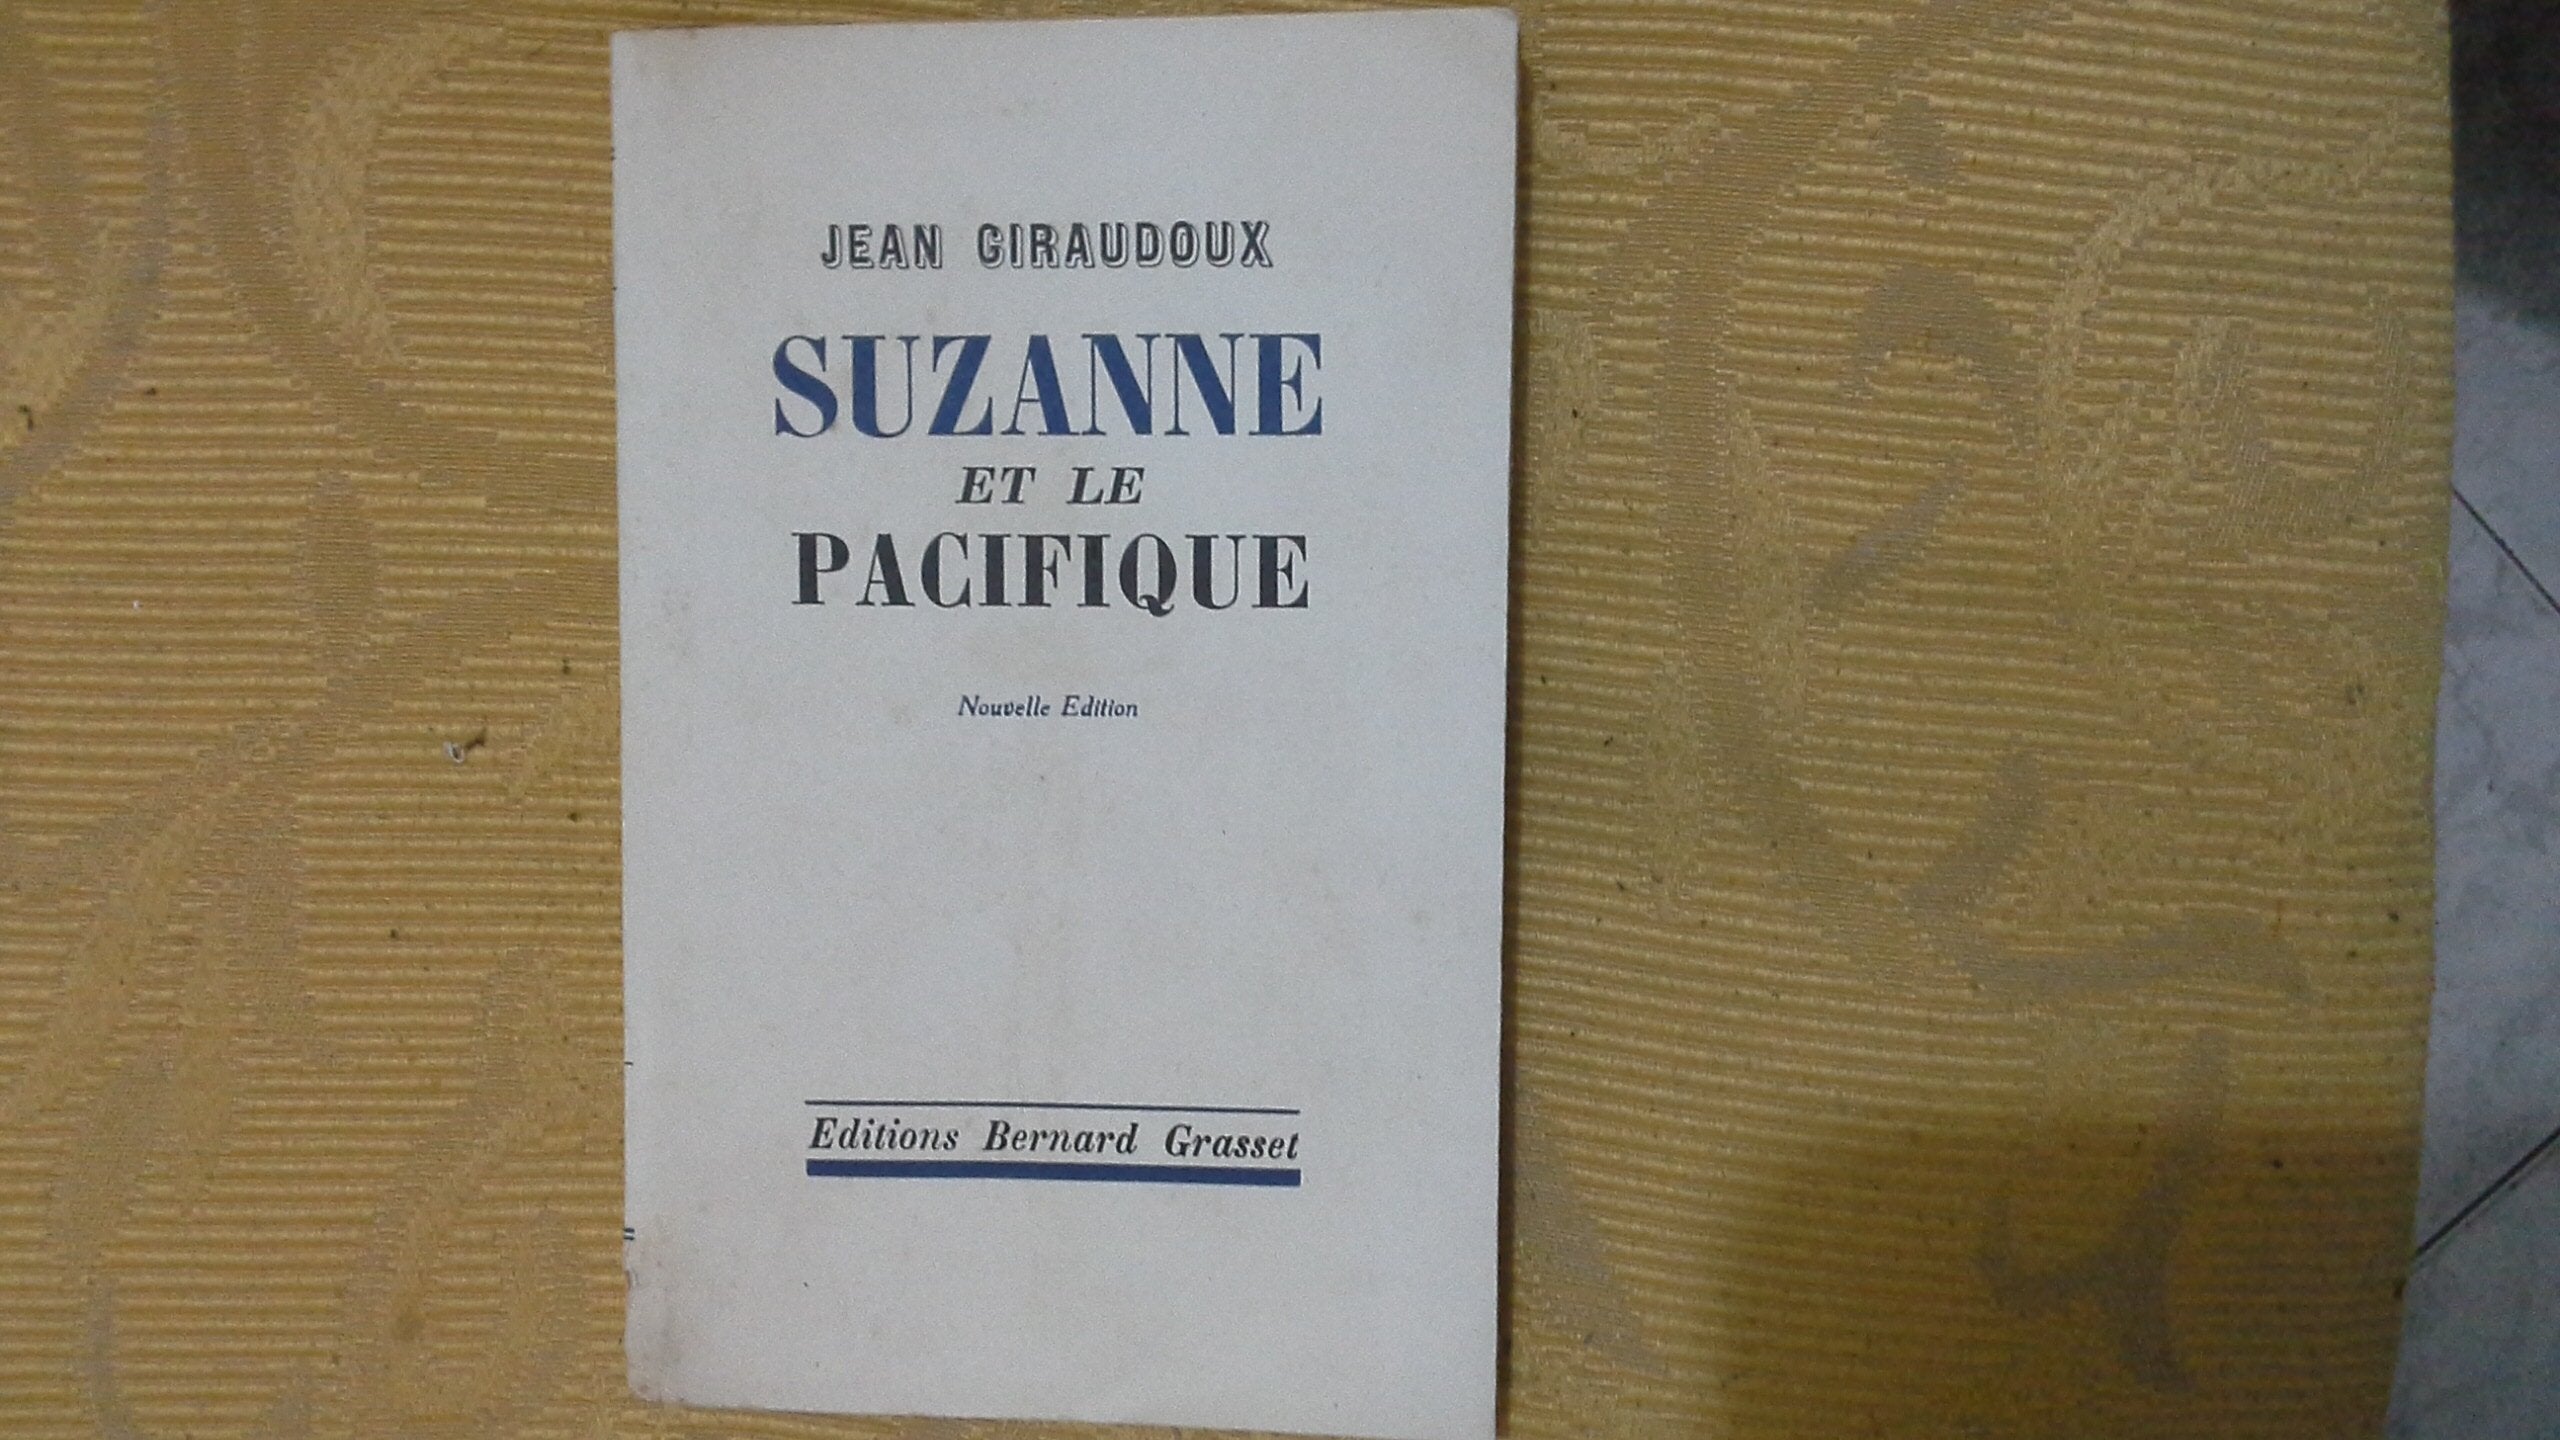 JEAN GIRAUDOUX
SUZANNE
ET LE
PACIFIQUE
Nouvelle Edition
Editions Bernard Grasset